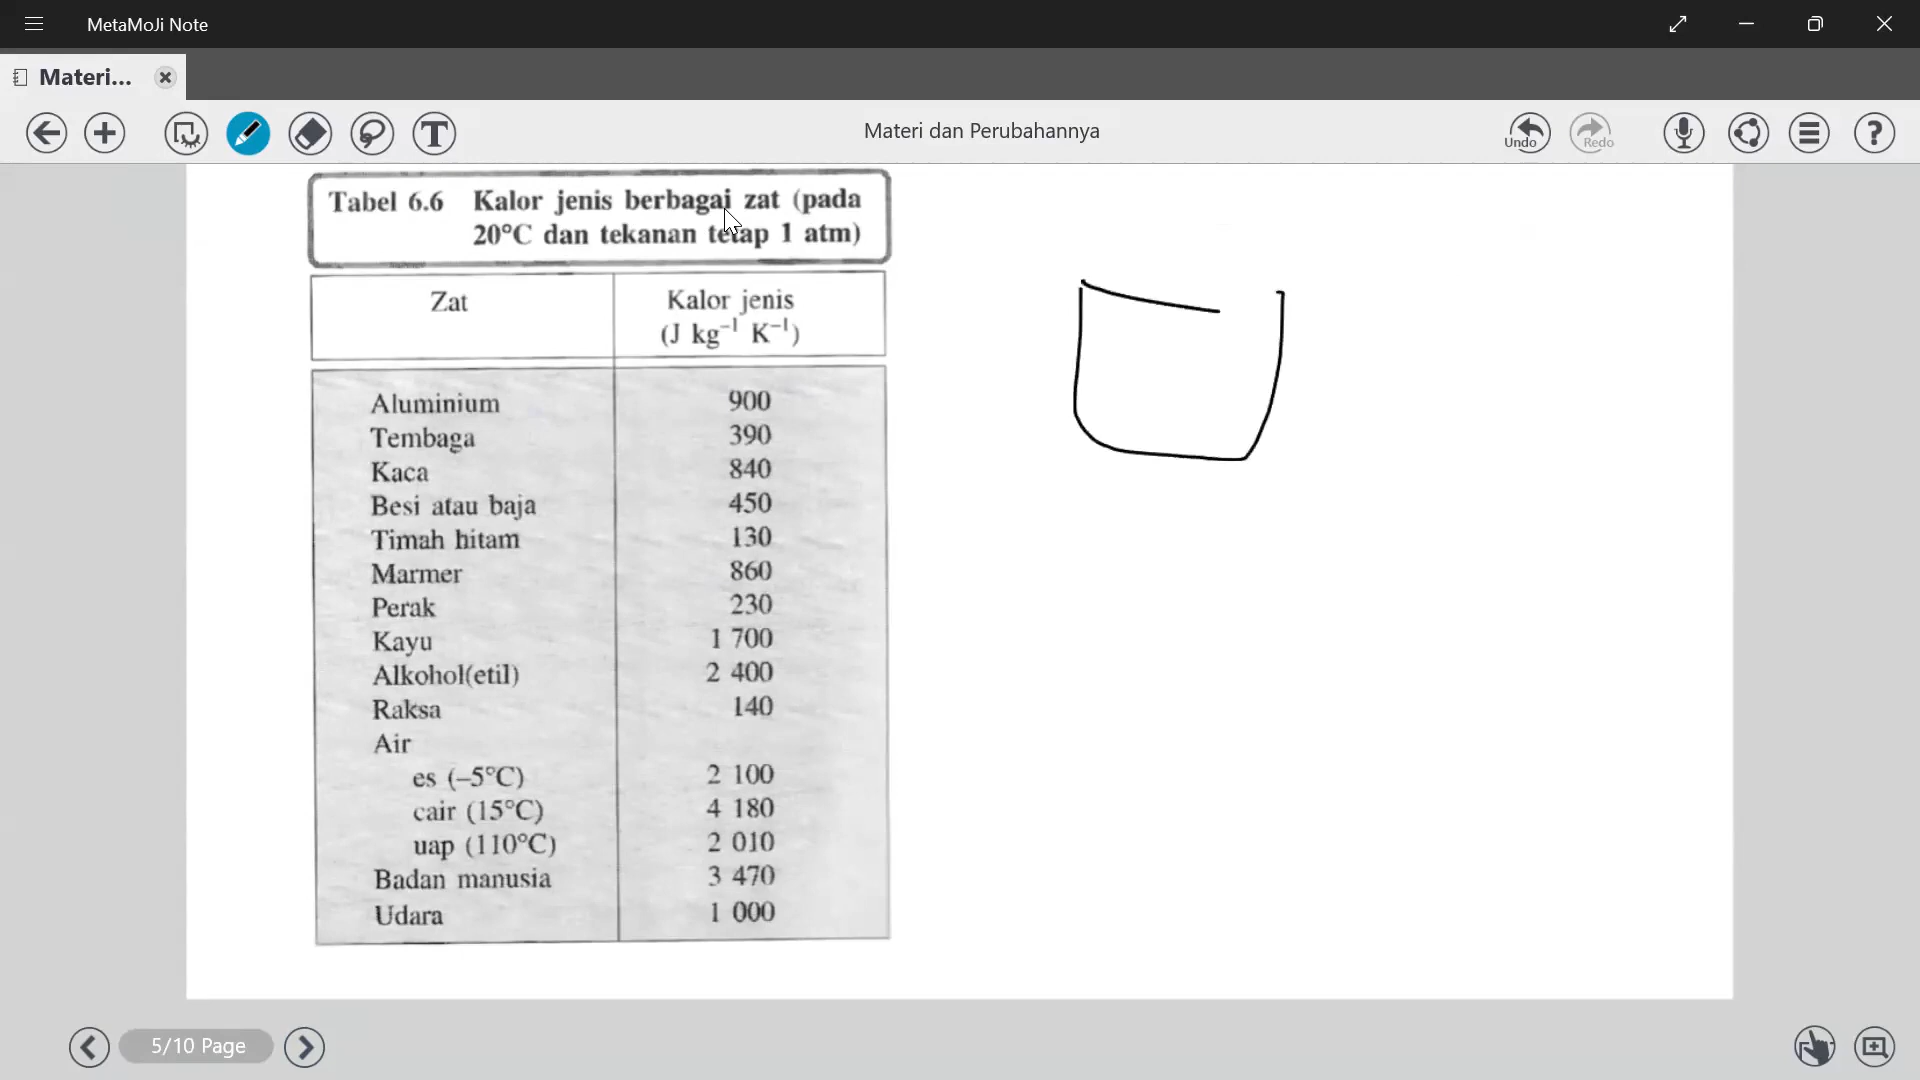 MetaMoJi Note
Materi...
Materi dan Perubahannya
Undo
Redo
Tabel 6.6 Kalor jenis berbagai zat (pada
20°C dan tekanan tetap 1 atm)
Zat
Kalor jenis
(J kg⁻¹ K⁻¹)
Aluminium 900
Tembaga 390
Kaca 840
Besi atau baja 450
Timah hitam 130
Marmer 860
Perak 230
Kayu 1 700
Alkohol(etil) 2 400
Raksa 140
Air
es (–5°C) 2 100
cair (15°C) 4 180
uap (110°C) 2 010
Badan manusia 3 470
Udara 1 000
5/10 Page